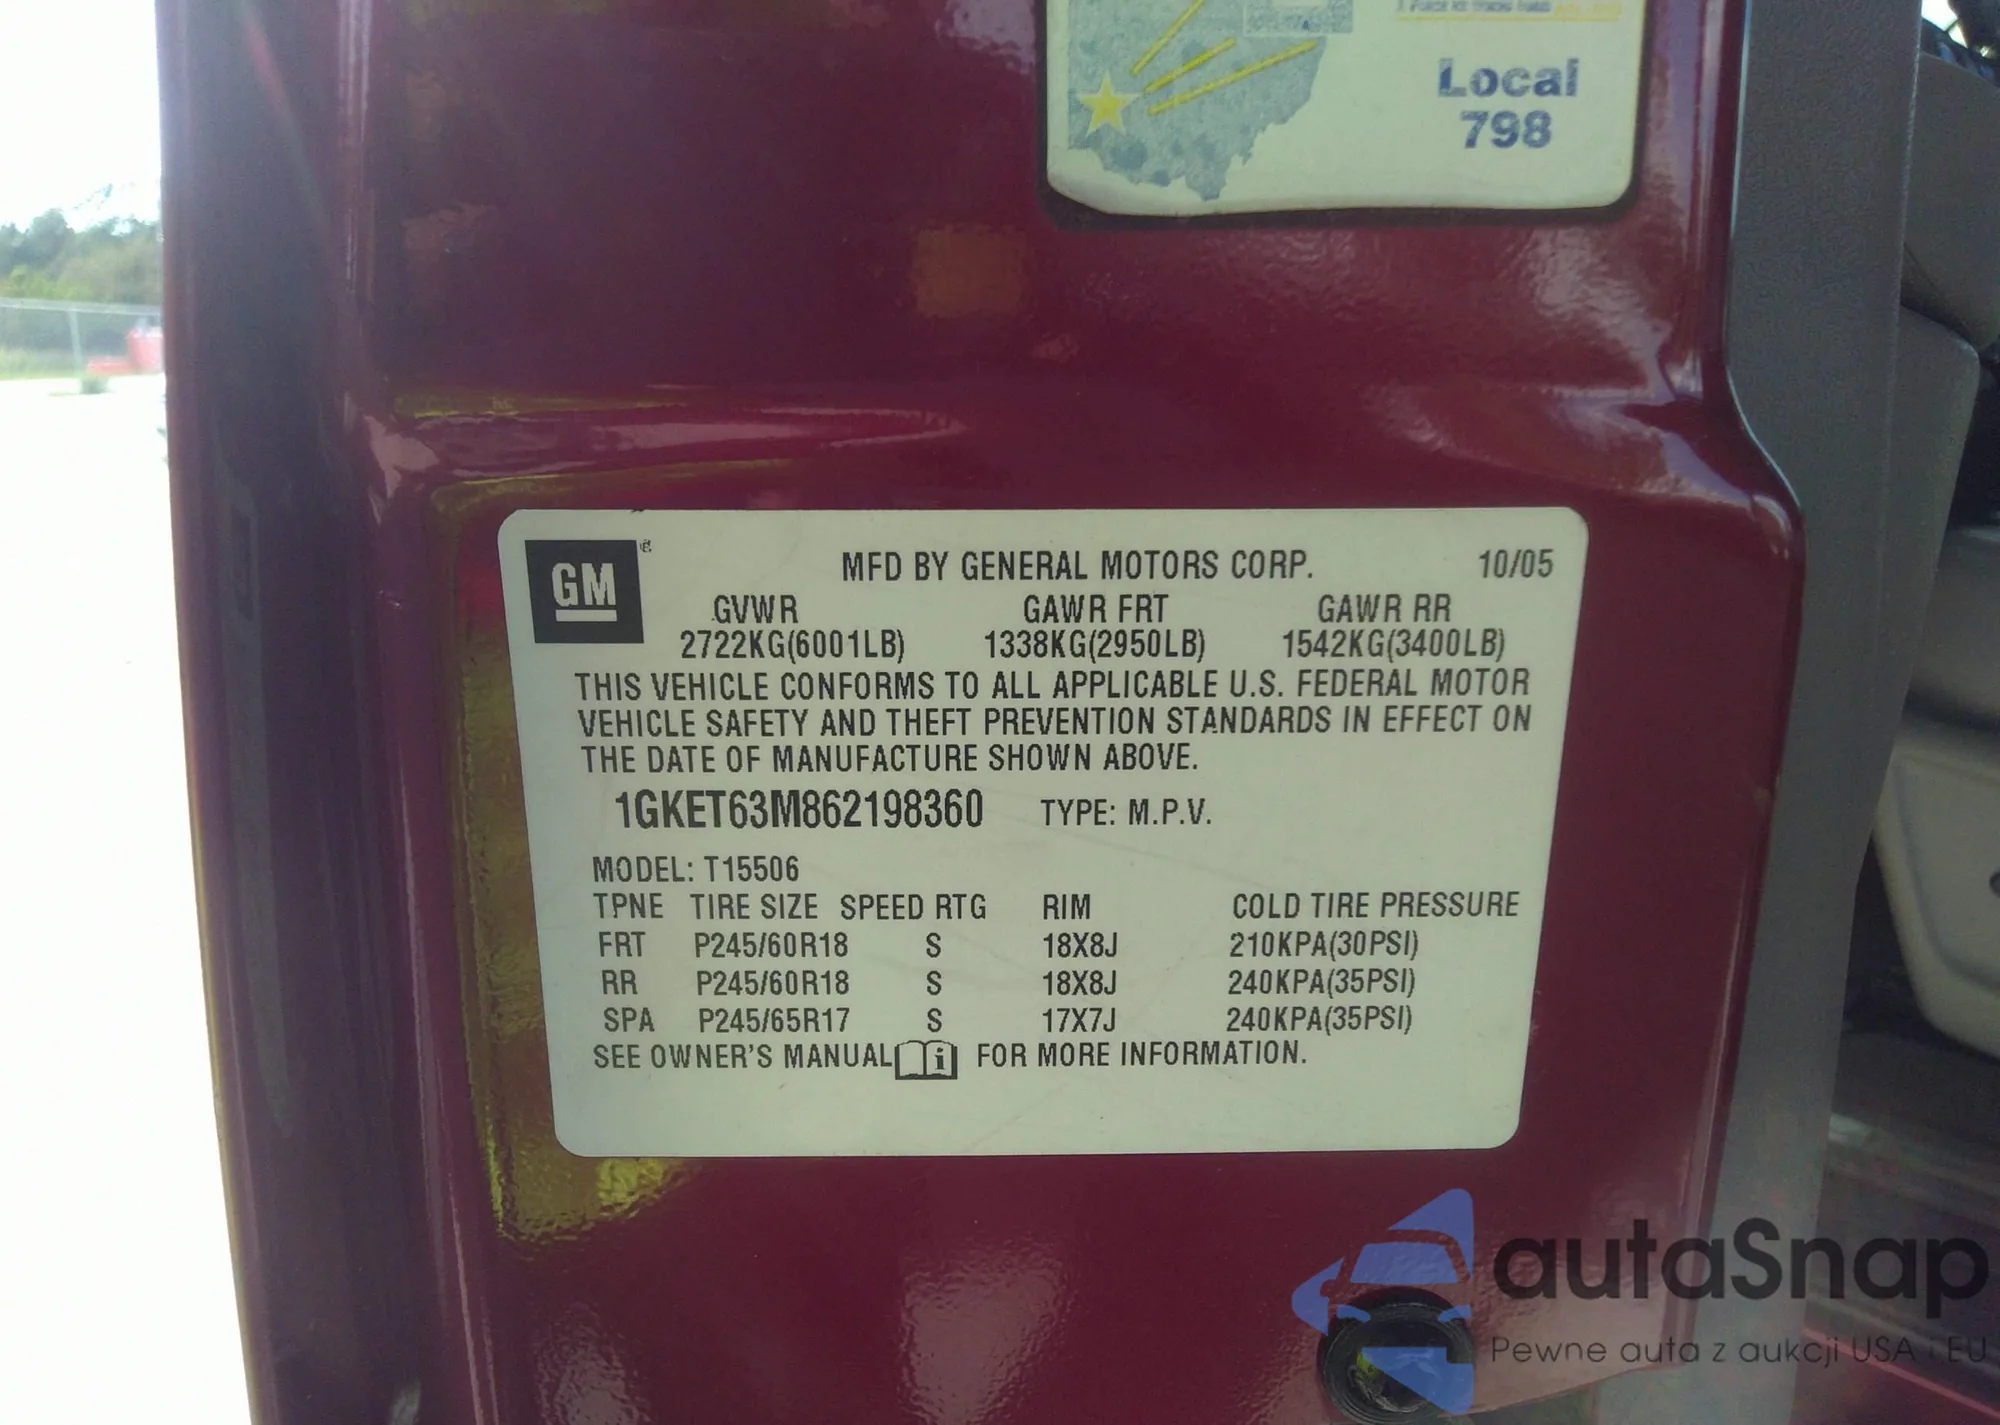 Local
798
GM
MFD BY GENERAL MOTORS CORP. 10/05
GVWR GAWR FRT GAWR RR
2722KG(6001LB) 1338KG(2950LB) 1542KG(3400LB)
THIS VEHICLE CONFORMS TO ALL APPLICABLE U.S. FEDERAL MOTOR
VEHICLE SAFETY AND THEFT PREVENTION STANDARDS IN EFFECT ON
THE DATE OF MANUFACTURE SHOWN ABOVE.
1GKET63M862198360 TYPE: M.P.V.
MODEL: T15506
TPNE TIRE SIZE SPEED RTG RIM COLD TIRE PRESSURE
FRT P245/60R18 S 18X8J 210KPA(30PSI)
RR P245/60R18 S 18X8J 240KPA(35PSI)
SPA P245/65R17 S 17X7J 240KPA(35PSI)
SEE OWNER'S MANUAL i FOR MORE INFORMATION.
autaSnap
Pewne auta z aukcji USA i EU